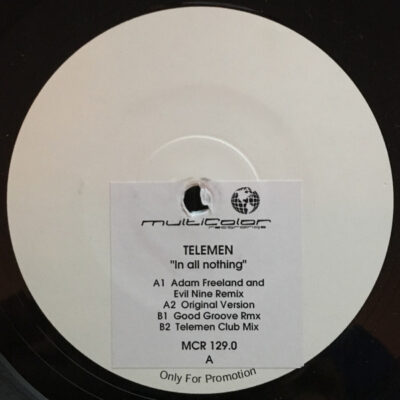 multicolor
recordings
TELEMEN
"In all nothing"
A1 Adam Freeland and
Evil Nine Remix
A2 Original Version
B1 Good Groove Rmx
B2 Telemen Club Mix
MCR 129.0
A
Only For Promotion